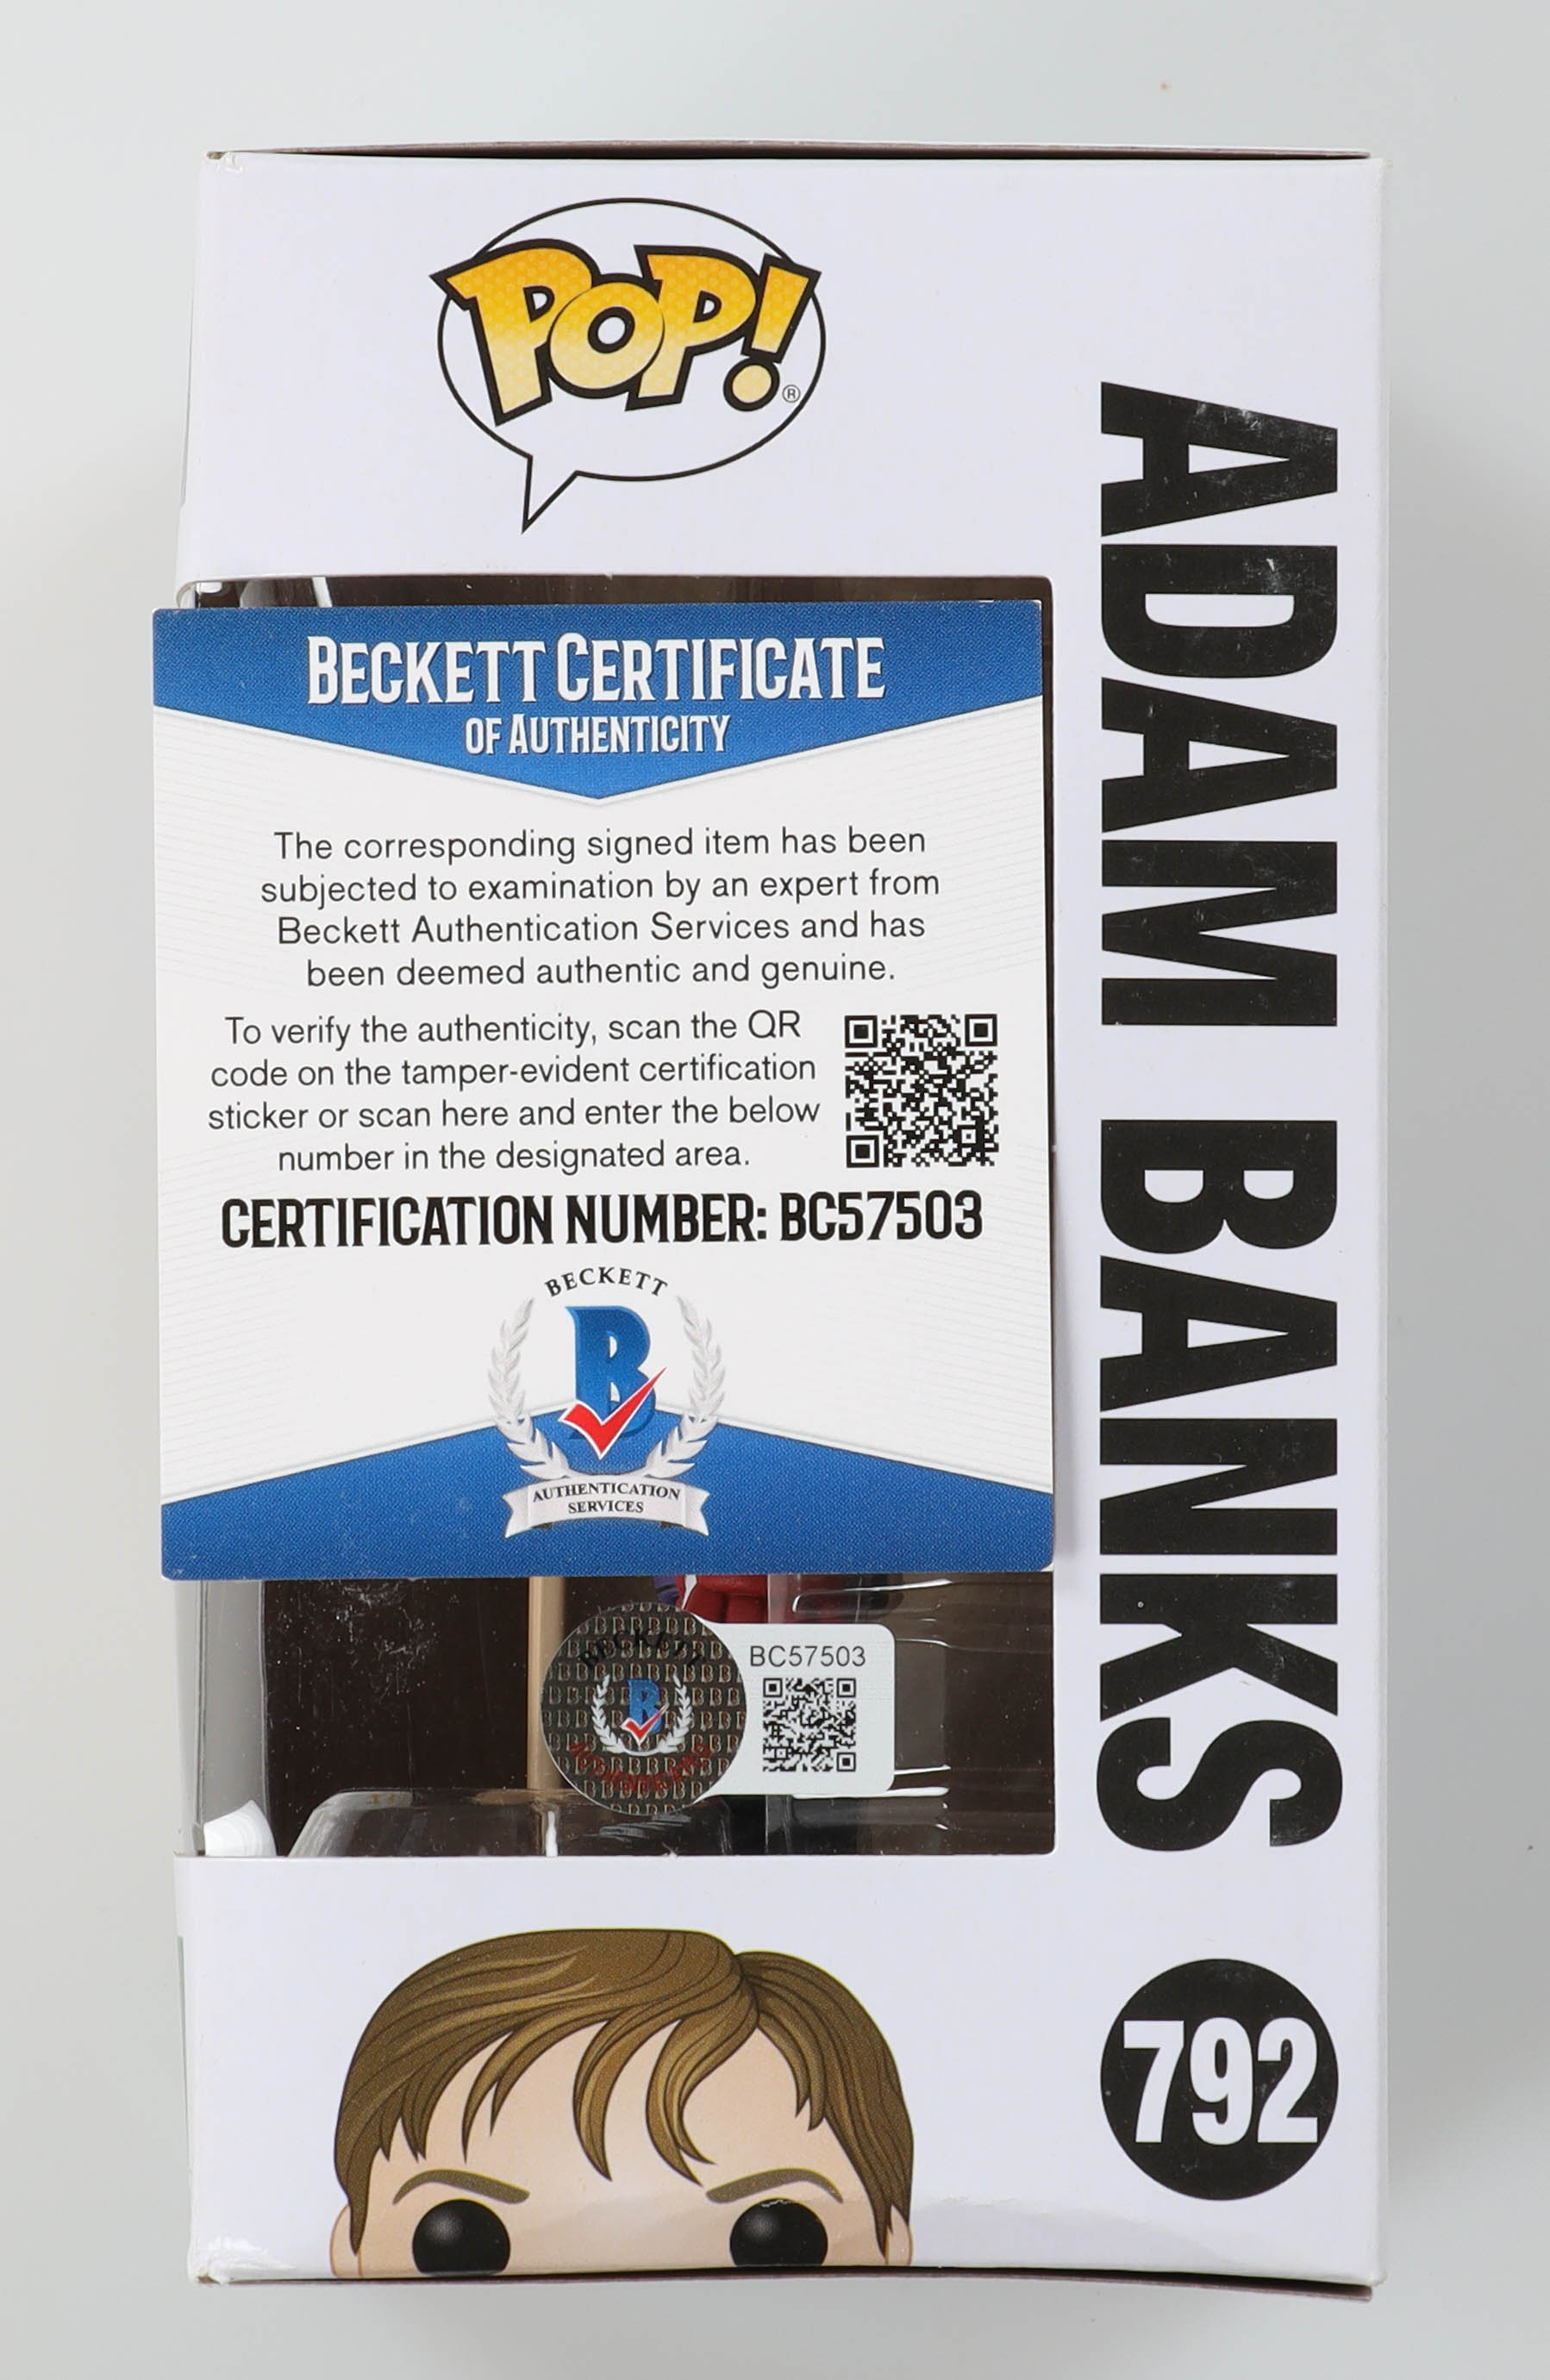 POP!
®
ADAM BANKS
792
BECKETT CERTIFICATE
OF AUTHENTICITY
The corresponding signed item has been
subjected to examination by an expert from
Beckett Authentication Services and has
been deemed authentic and genuine.
To verify the authenticity, scan the QR
code on the tamper-evident certification
sticker or scan here and enter the below
number in the designated area.
CERTIFICATION NUMBER: BC57503
BECKETT
B
AUTHENTICATION
SERVICES
BECKETT
B
BC57503